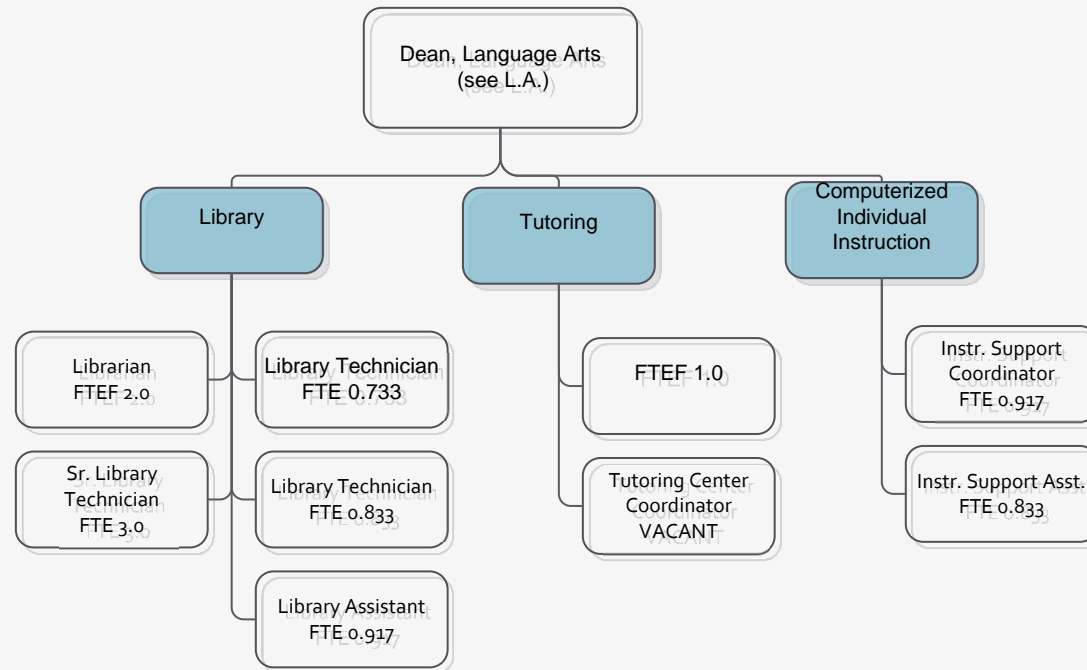 Dean, Language Arts
(see L.A.)
Library
Tutoring
Computerized
Individual
Instruction
Librarian
FTEF 2.0
Library Technician
FTE 0.733
Sr. Library
Technician
FTE 3.0
Library Technician
FTE 0.833
Library Assistant
FTE 0.917
FTEF 1.0
Tutoring Center
Coordinator
VACANT
Instr. Support
Coordinator
FTE 0.917
Instr. Support Asst.
FTE 0.833